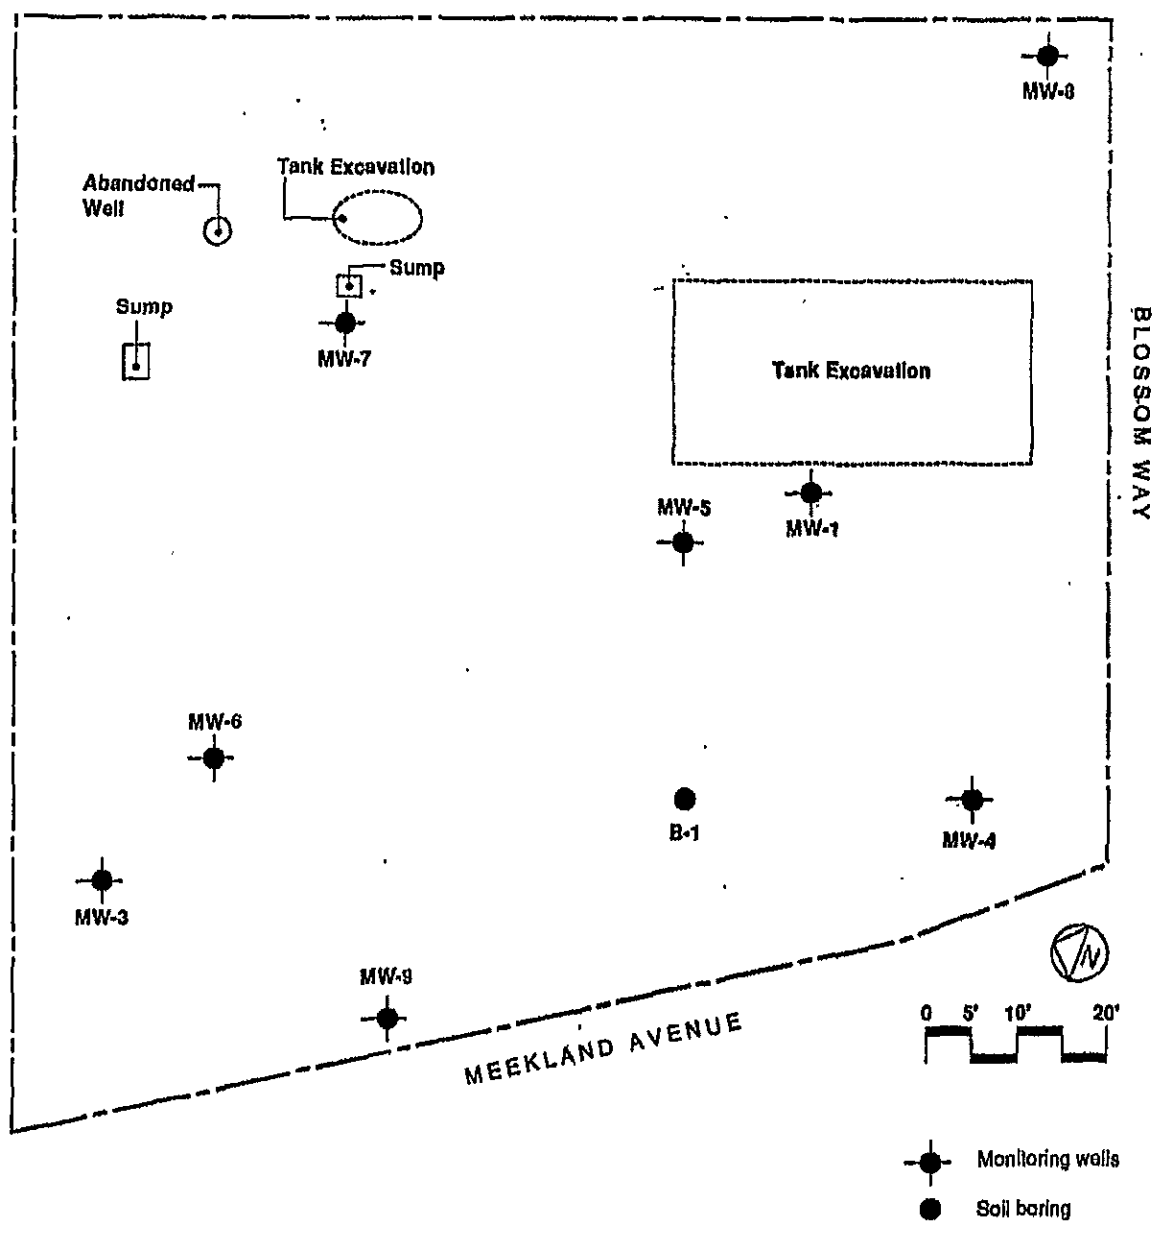 MW-8
Tank Excavation
Abandoned
Well
Sump
Sump
MW-7
Tank Excavation
BLOSSOM WAY
MW-5
MW-1
MW-6
B-1
MW-4
MW-3
MW-9
N
MEEKLAND AVENUE
0 5' 10' 20'
Monitoring wells
Soil boring